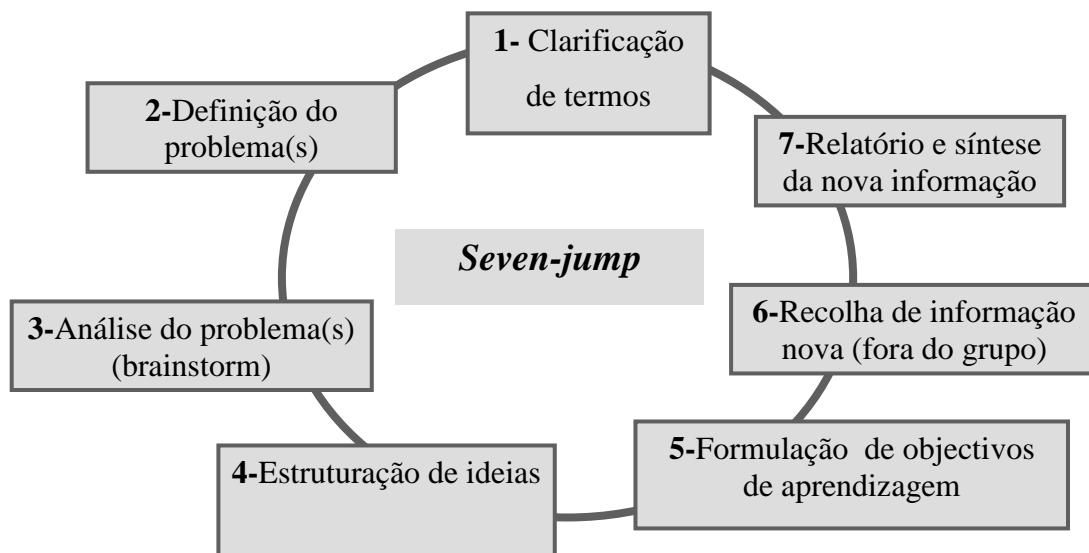 1- Clarificação
de termos
2-Definição do
problema(s)
7-Relatório e síntese
da nova informação
Seven-jump
3-Análise do problema(s)
(brainstorm)
6-Recolha de informação
nova (fora do grupo)
4-Estruturação de ideias
5-Formulação de objectivos
de aprendizagem